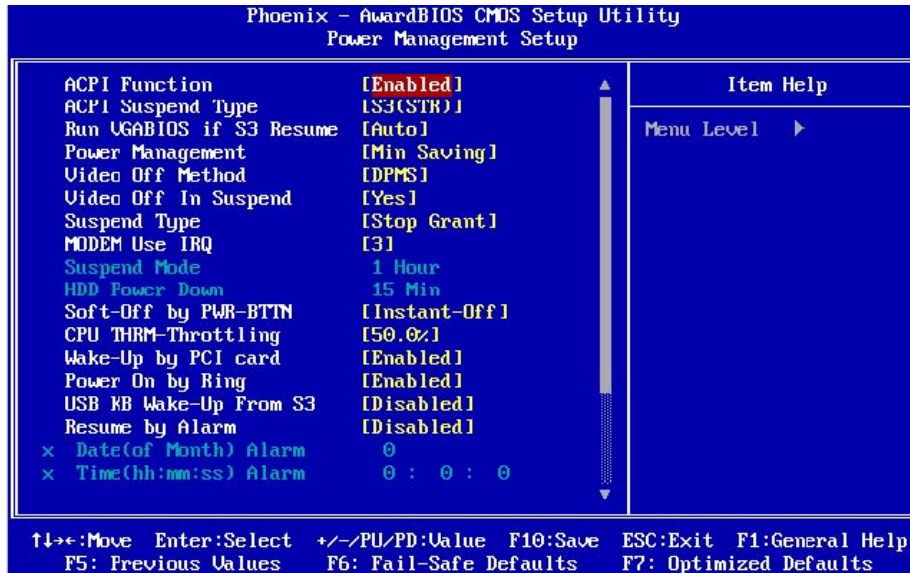 Phoenix - AwardBIOS CMOS Setup Utility
Power Management Setup
ACPI Function [Enabled]
ACPI Suspend Type [S3(STR)]
Run VGABIOS if S3 Resume [Auto]
Power Management [Min Saving]
Video Off Method [DPMS]
Video Off In Suspend [Yes]
Suspend Type [Stop Grant]
MODEM Use IRQ [3]
Suspend Mode 1 Hour
HDD Power Down 15 Min
Soft-Off by PWR-BTTN [Instant-Off]
CPU THRM-Throttling [50.0%]
Wake-Up by PCI card [Enabled]
Power On by Ring [Enabled]
USB KB Wake-Up From S3 [Disabled]
Resume by Alarm [Disabled]
x Date(of Month) Alarm 0
x Time(hh:mm:ss) Alarm 0 : 0 : 0
Item Help
Menu Level ▶
↑↓→←:Move Enter:Select +/-/PU/PD:Value F10:Save ESC:Exit F1:General Help
F5: Previous Values F6: Fail-Safe Defaults F7: Optimized Defaults